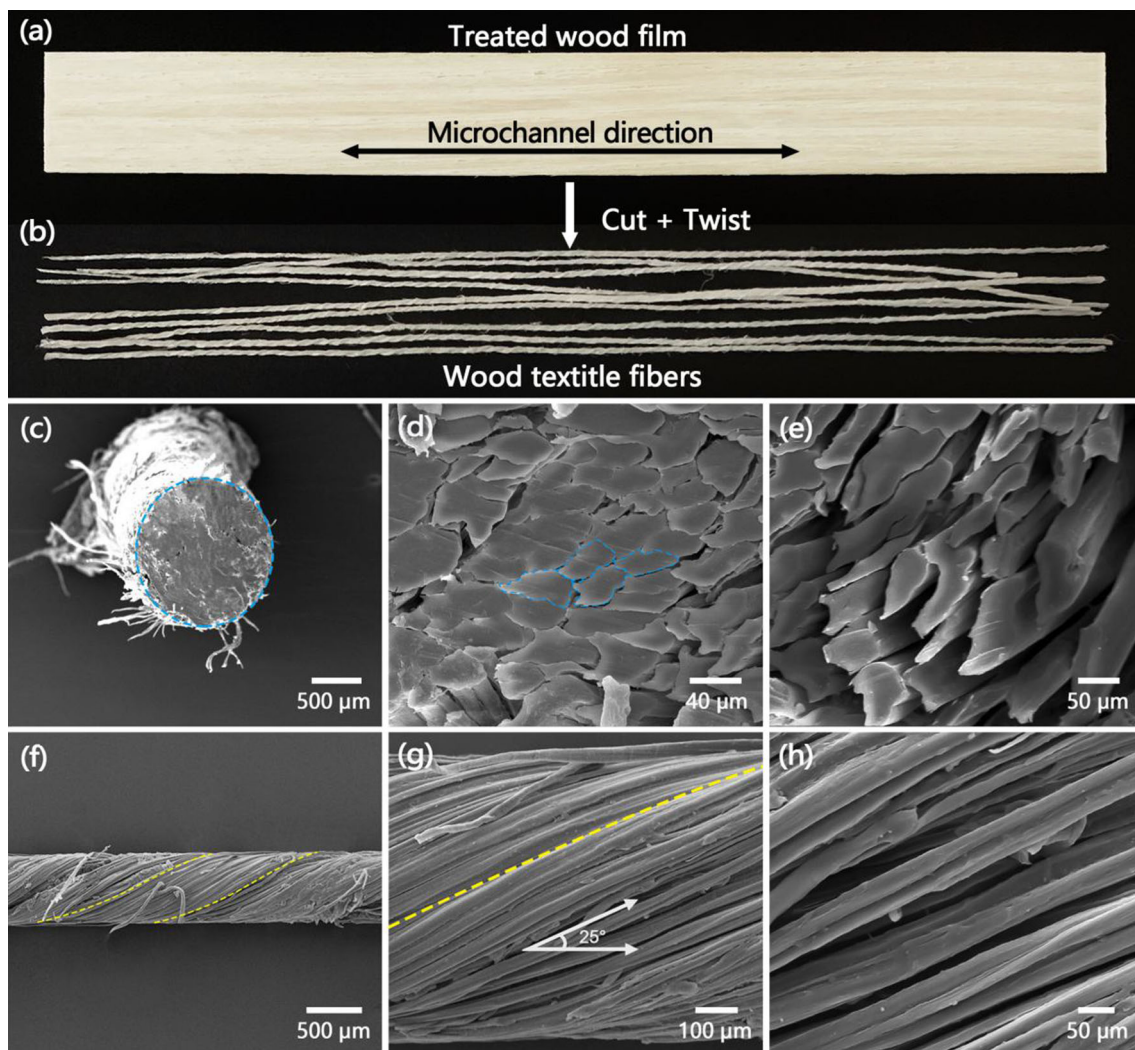 (a)
Treated wood film
Microchannel direction
Cut + Twist
(b)
Wood textitle fibers
(c)
500 µm
(d)
40 µm
(e)
50 µm
(f)
500 µm
(g)
25°
100 µm
(h)
50 µm